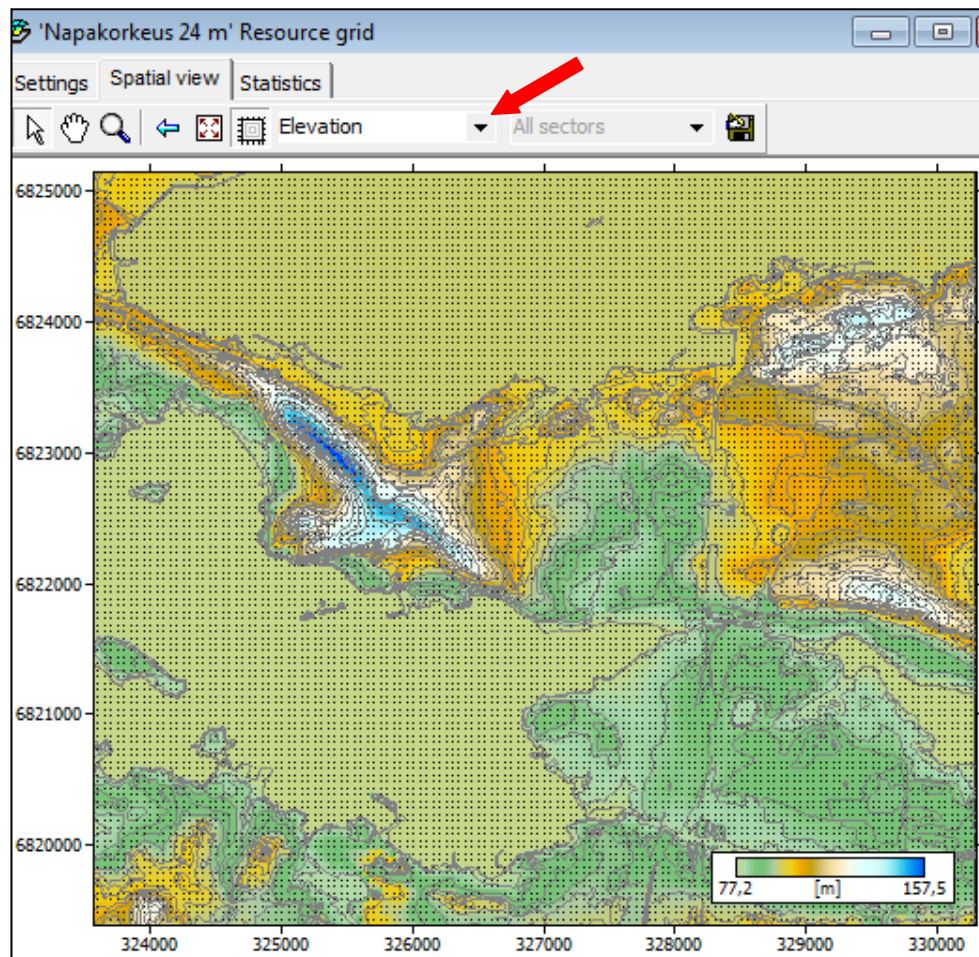 'Napakorkeus 24 m' Resource grid
Settings Spatial view Statistics
Elevation All sectors
6825000
6824000
6823000
6822000
6821000
6820000
77,2 [m] 157,5
324000 325000 326000 327000 328000 329000 330000